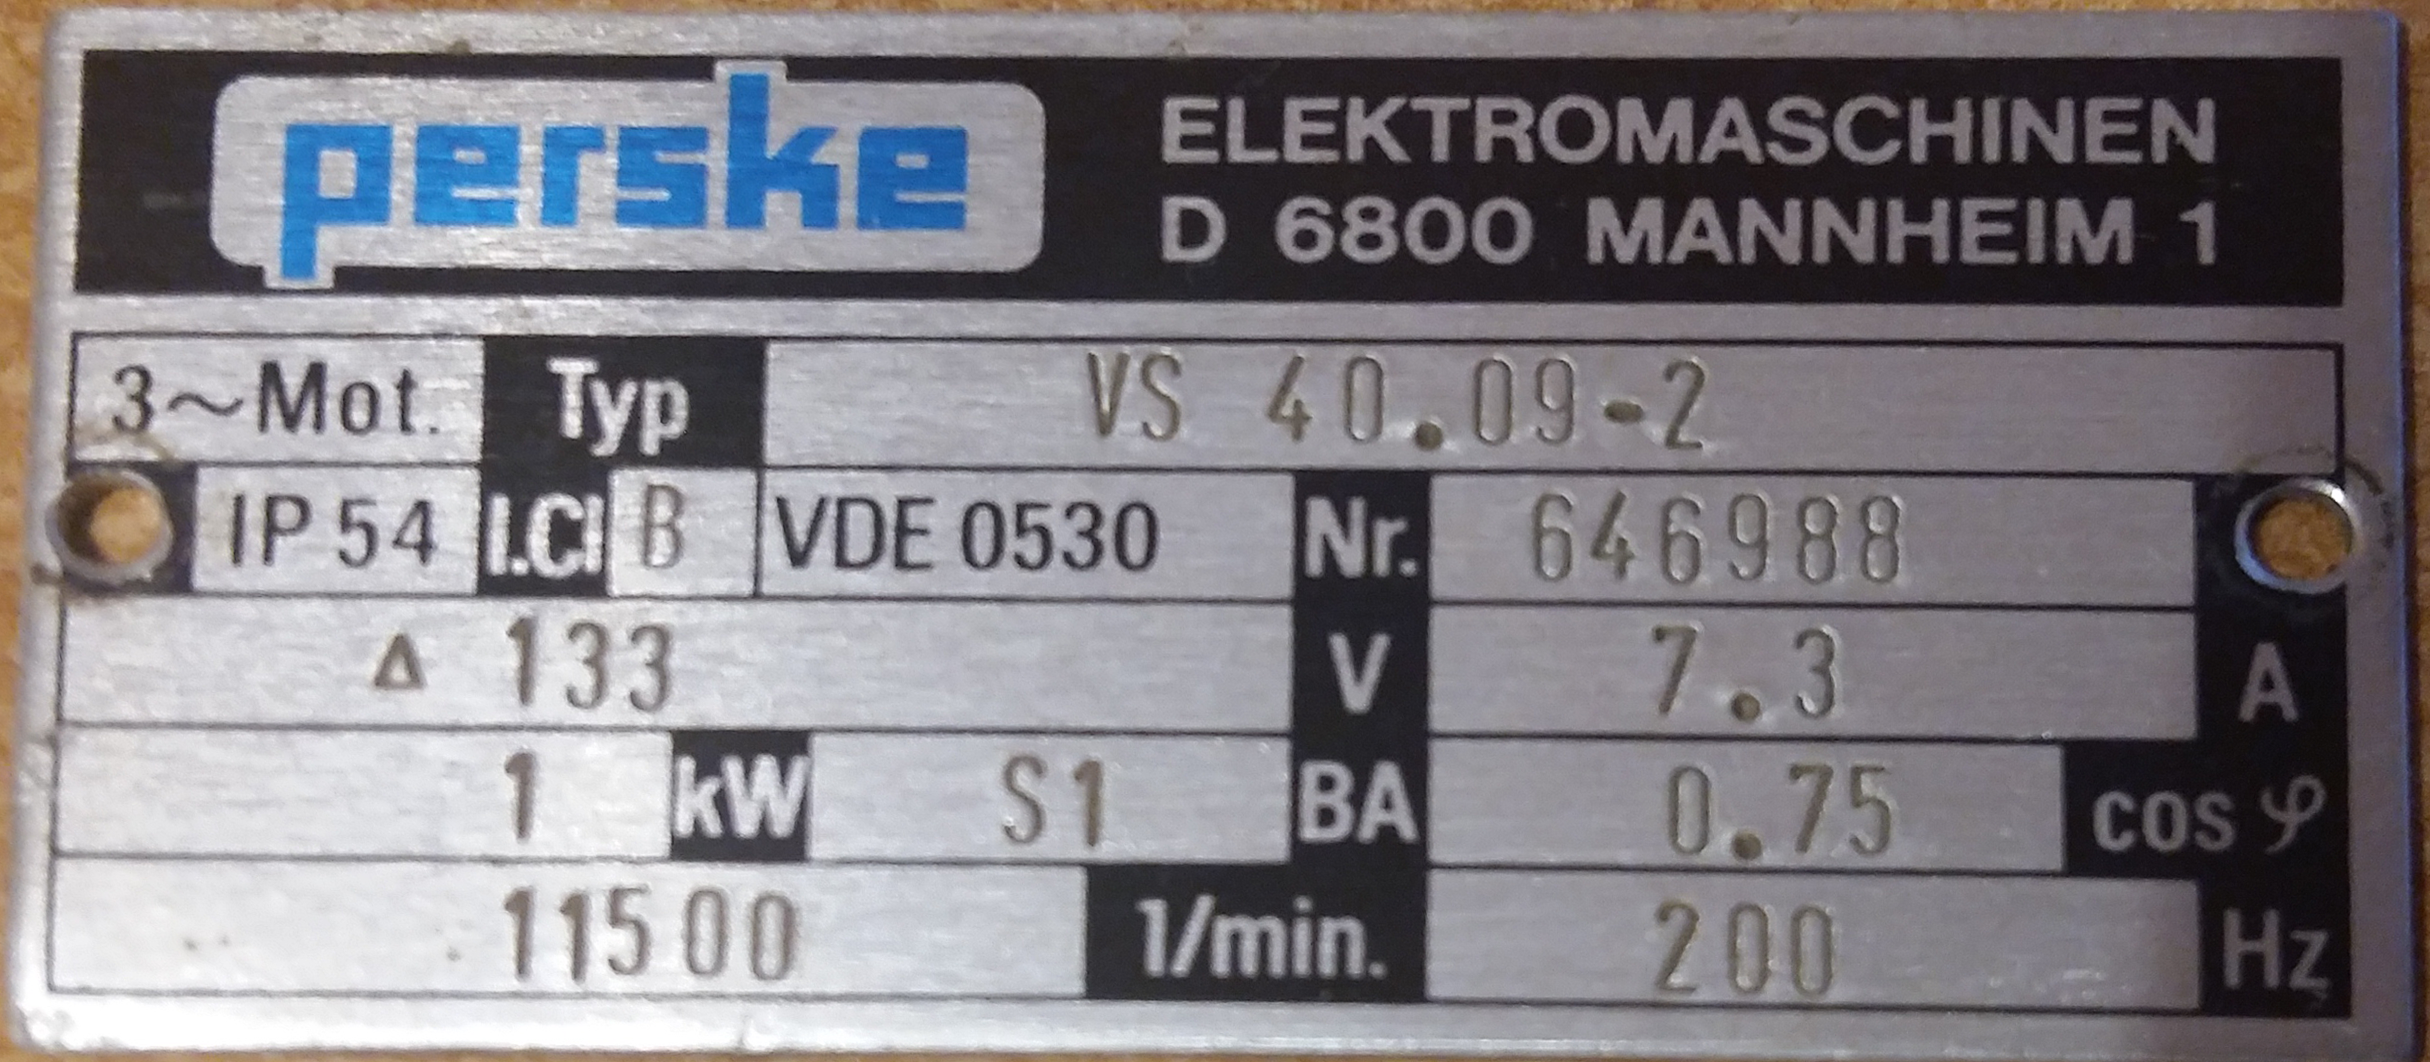 perske
ELEKTROMASCHINEN
D 6800 MANNHEIM 1
3~Mot. Typ VS 40.09-2
IP 54 I.Cl B VDE 0530 Nr. 646988
Δ 133 V 7.3 A
1 kW S1 BA 0.75 cos φ
11500 1/min. 200 Hz